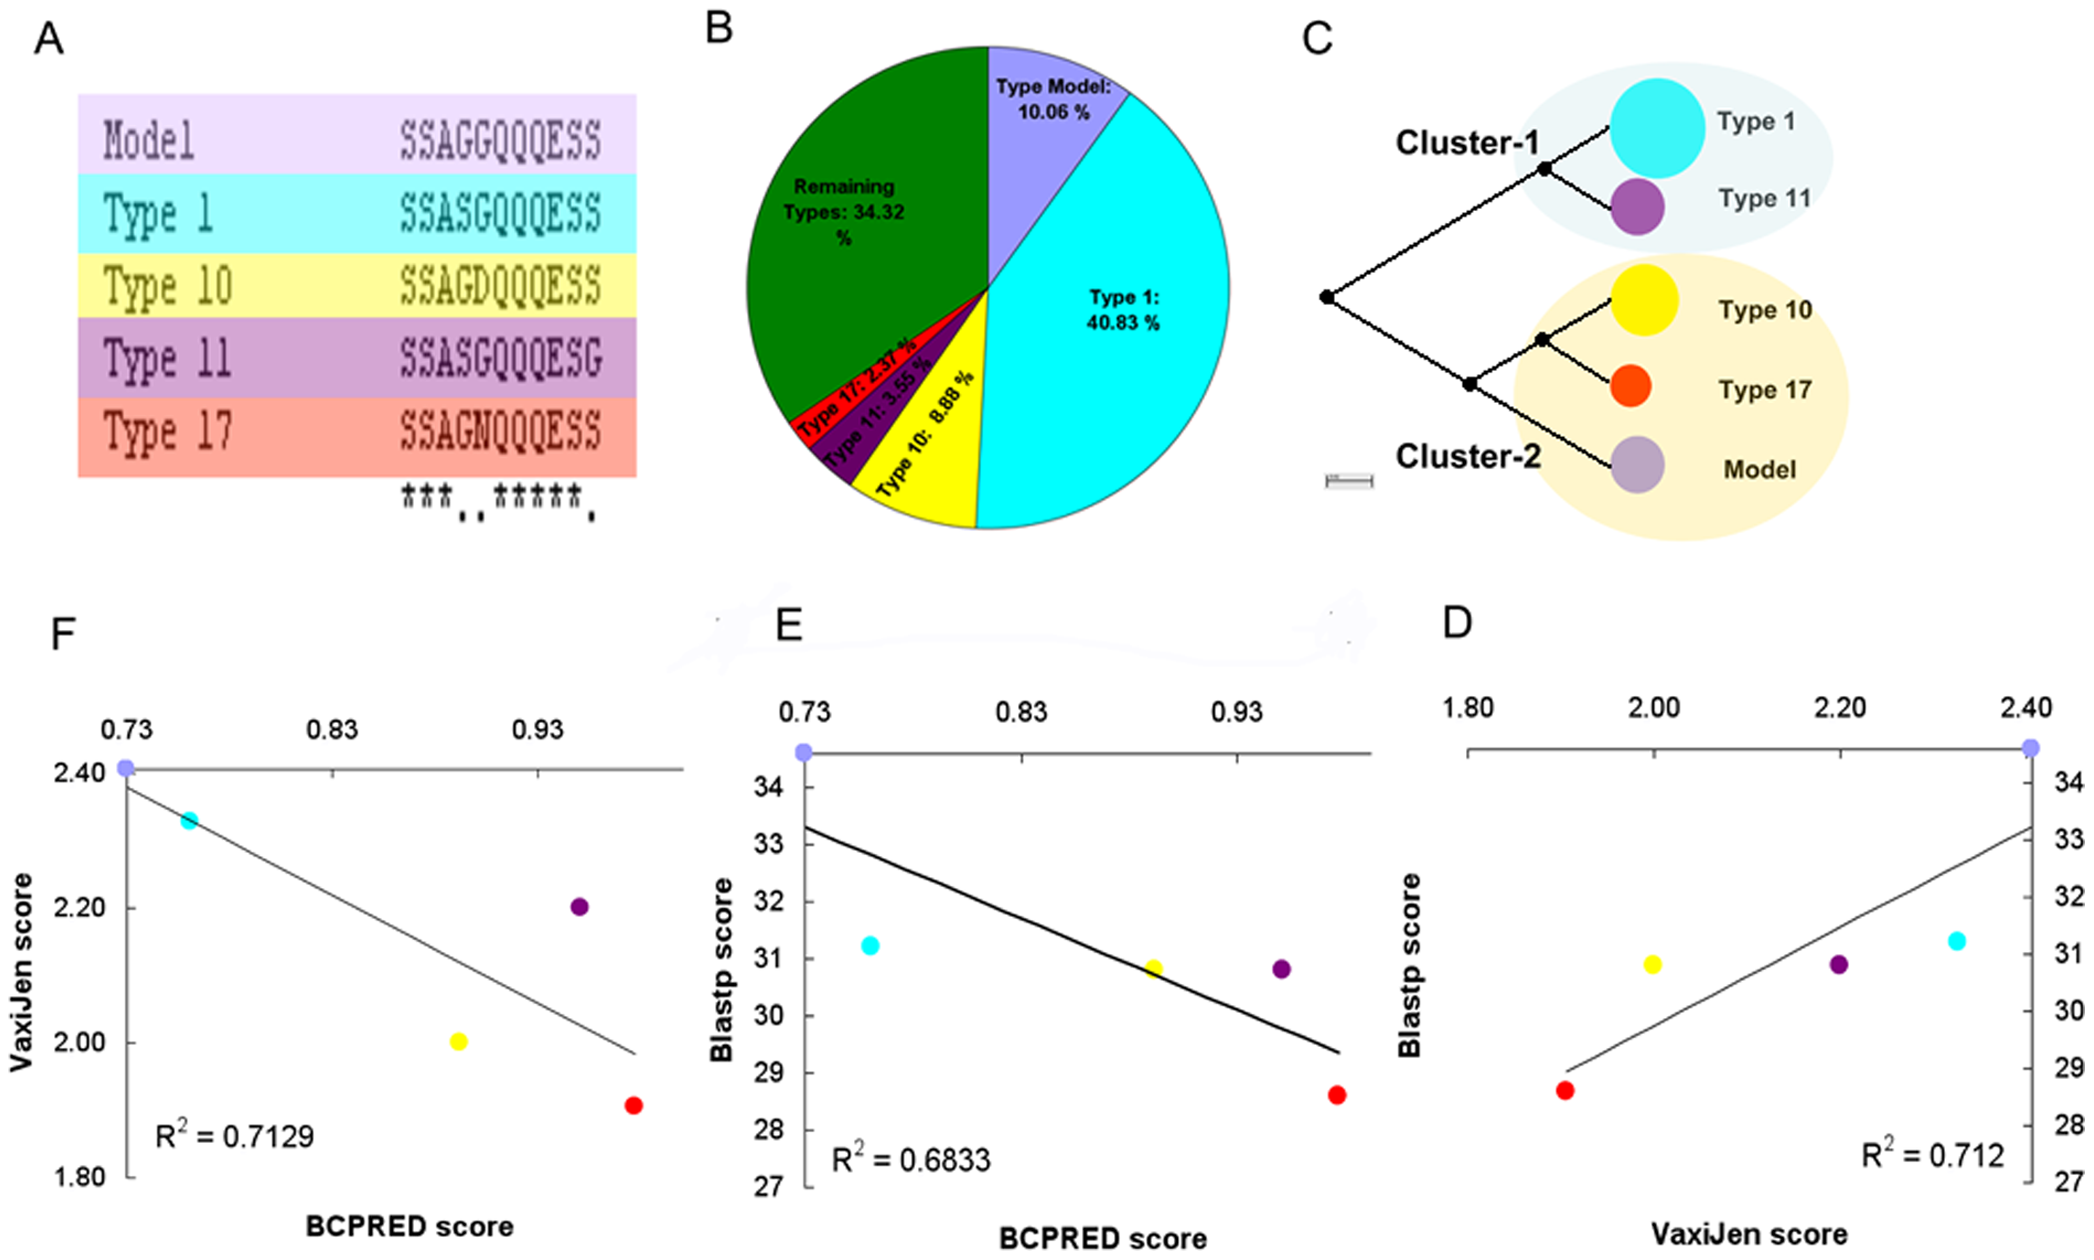 A
Model SSAGGQQQESS
Type 1 SSASGQQQESS
Type 10 SSAGDQQQESS
Type 11 SSASGQQQESG
Type 17 SSAGNQQQESS
***..*****.
B
Type Model:
10.06 %
Type 1:
40.83 %
Type 10: 8.88 %
Type 11: 3.55 %
Type 17: 2.37 %
Remaining
Types: 34.32
%
C
Cluster-1
Type 1
Type 11
Type 10
Type 17
Cluster-2
Model
F
0.73 0.83 0.93
2.40
2.20
2.00
1.80
VaxiJen score
R² = 0.7129
BCPRED score
E
0.73 0.83 0.93
34
33
32
31
30
29
28
27
Blastp score
R² = 0.6833
BCPRED score
D
1.80 2.00 2.20 2.40
34
33
32
31
30
29
28
27
Blastp score
R² = 0.712
VaxiJen score